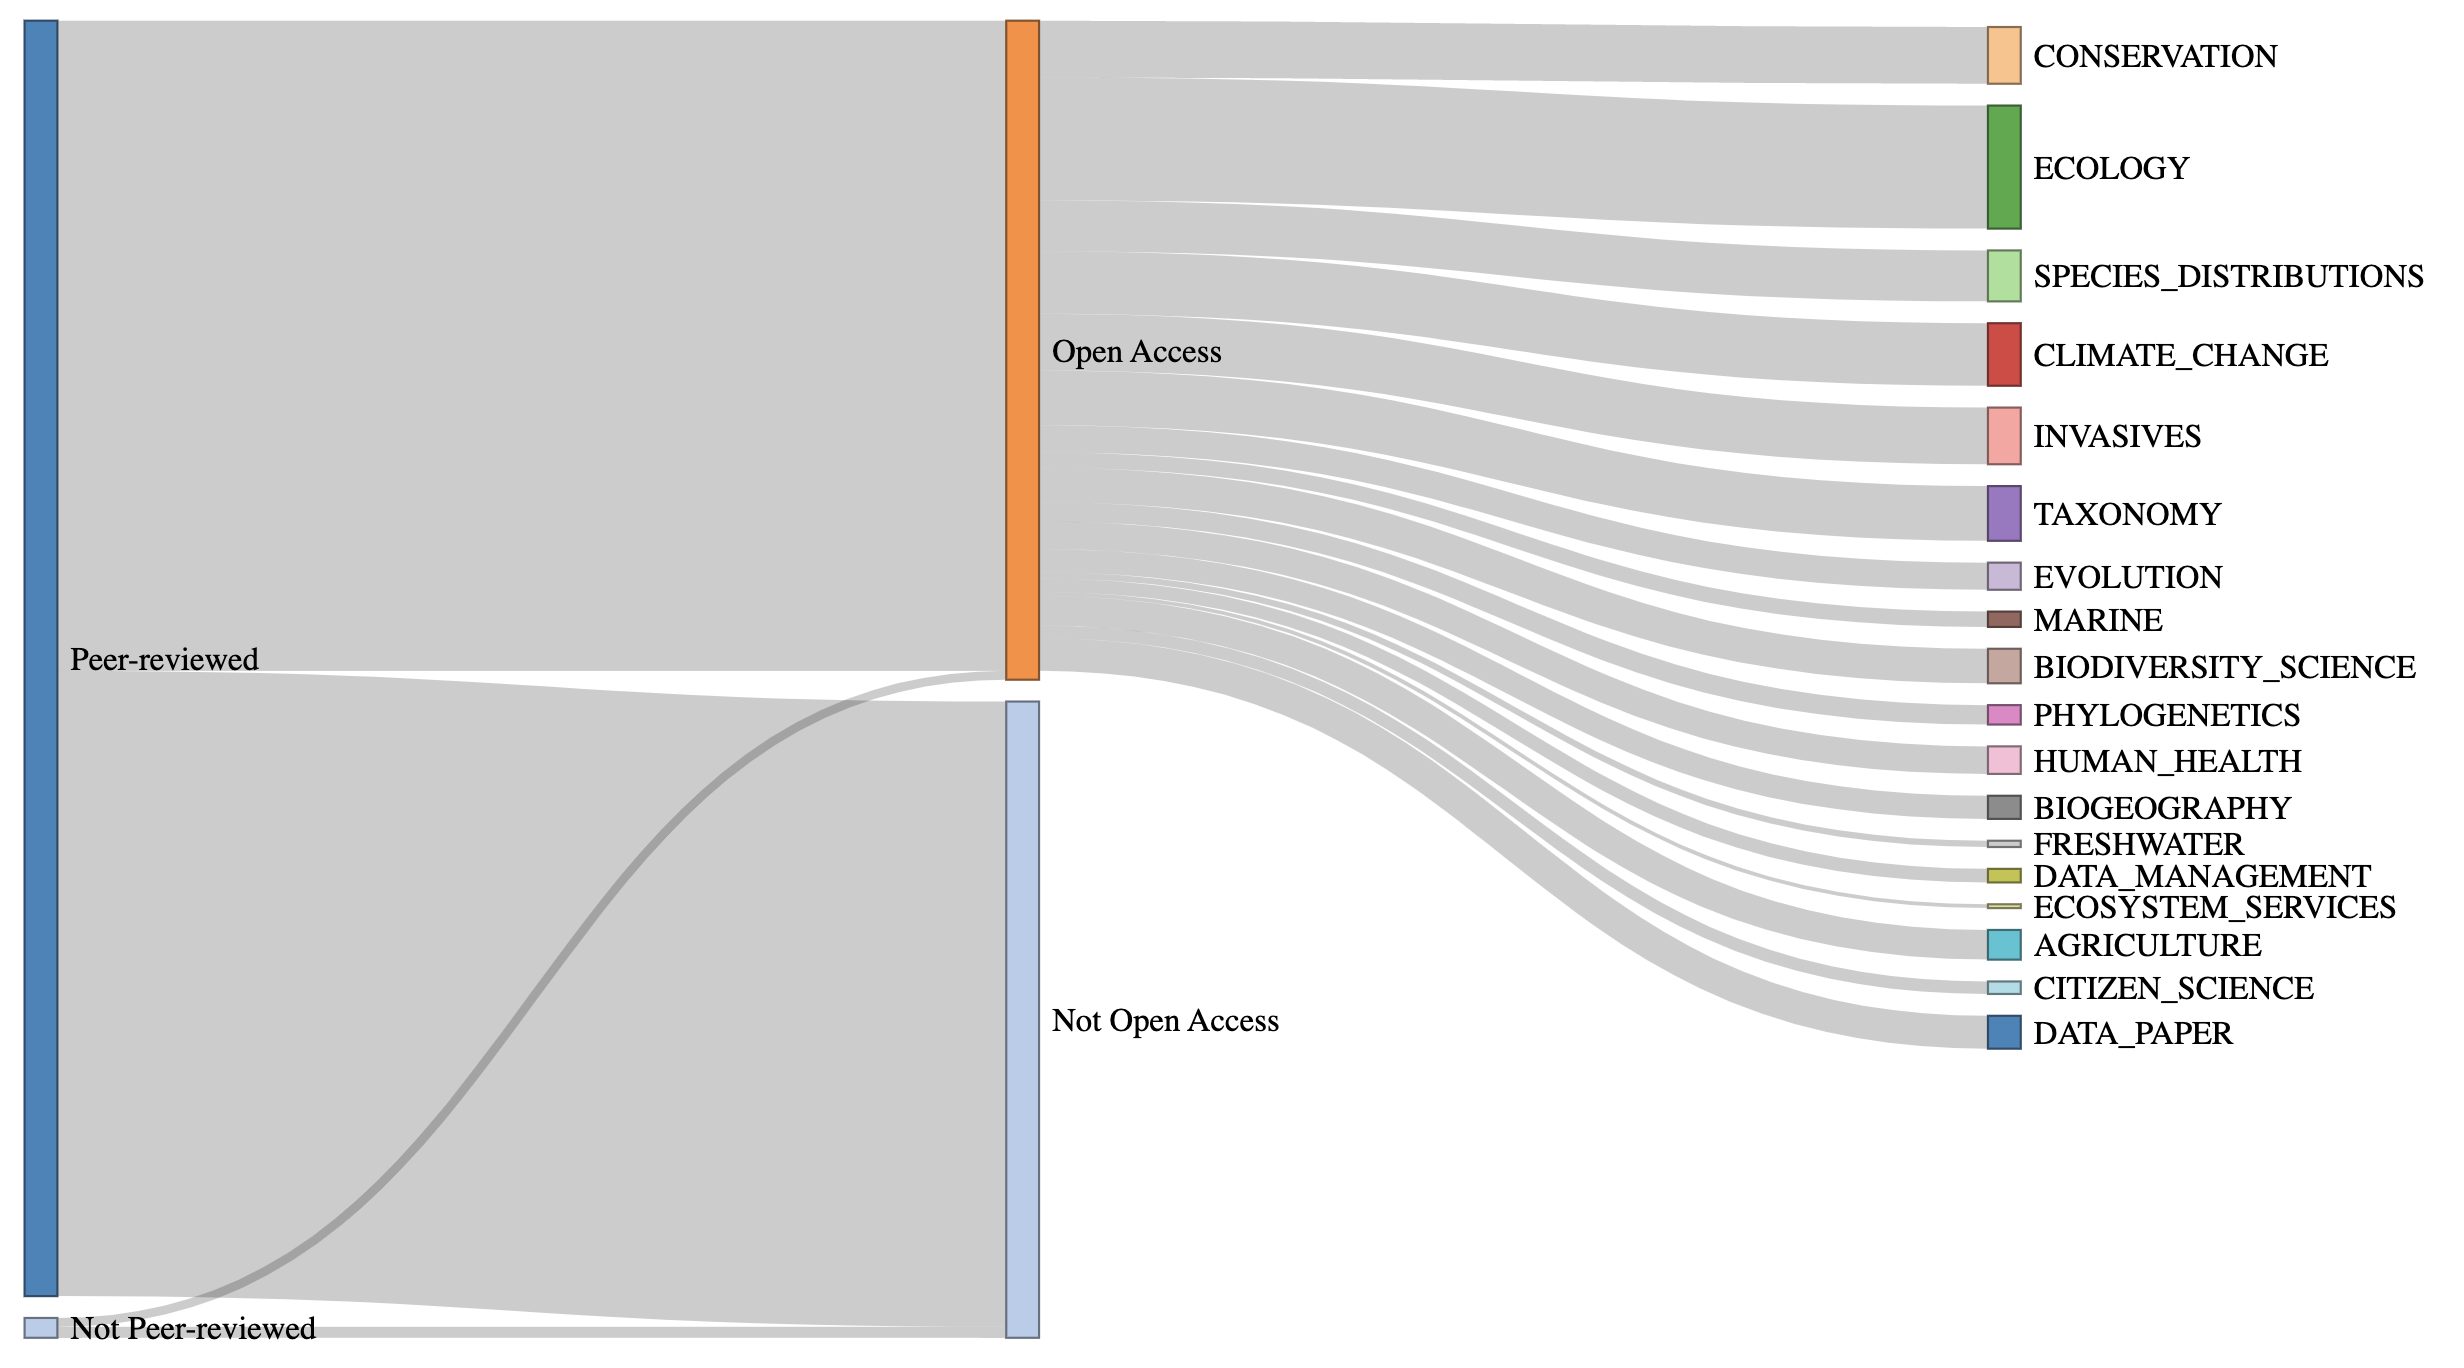 Peer-reviewed
Not Peer-reviewed
Open Access
Not Open Access
CONSERVATION
ECOLOGY
SPECIES_DISTRIBUTIONS
CLIMATE_CHANGE
INVASIVES
TAXONOMY
EVOLUTION
MARINE
BIODIVERSITY_SCIENCE
PHYLOGENETICS
HUMAN_HEALTH
BIOGEOGRAPHY
FRESHWATER
DATA_MANAGEMENT
ECOSYSTEM_SERVICES
AGRICULTURE
CITIZEN_SCIENCE
DATA_PAPER